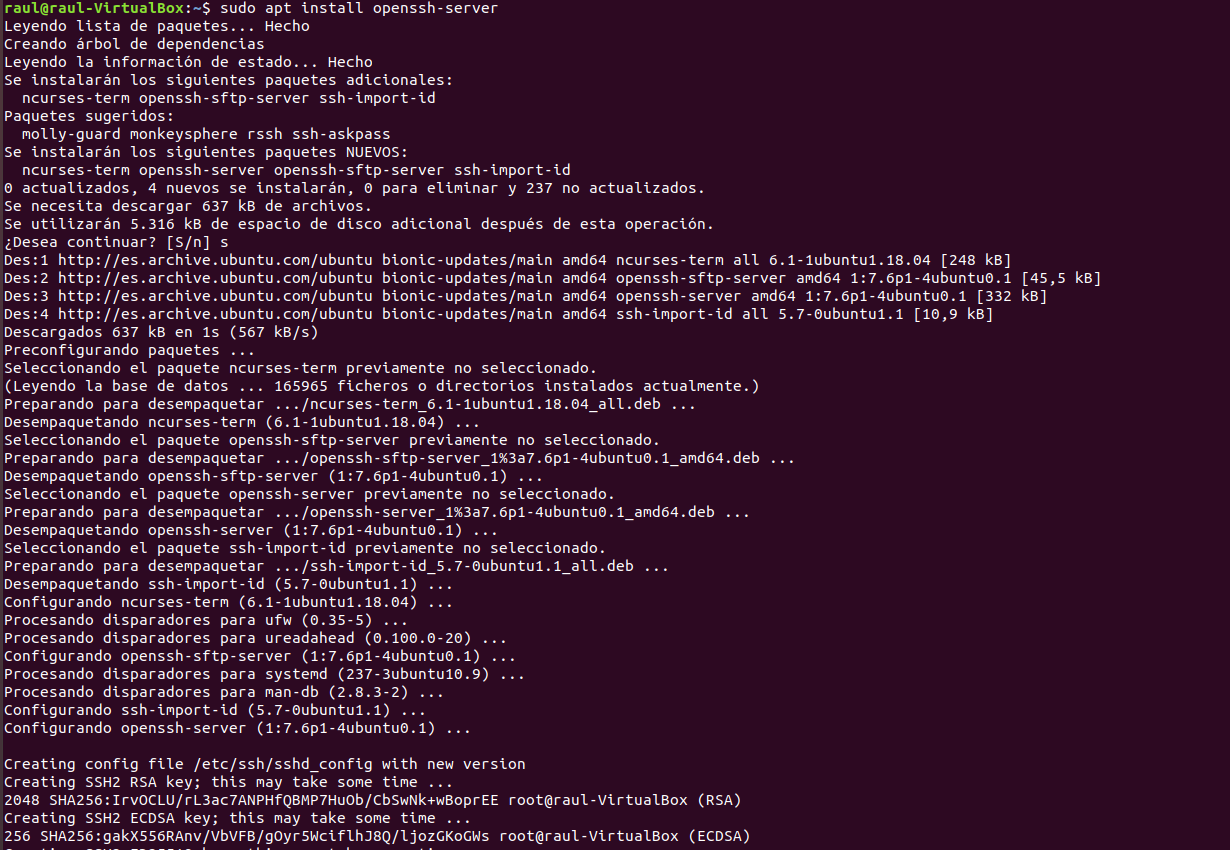 raul@raul-VirtualBox:~$ sudo apt install openssh-server
Leyendo lista de paquetes... Hecho
Creando árbol de dependencias
Leyendo la información de estado... Hecho
Se instalarán los siguientes paquetes adicionales:
  ncurses-term openssh-sftp-server ssh-import-id
Paquetes sugeridos:
  molly-guard monkeysphere rssh ssh-askpass
Se instalarán los siguientes paquetes NUEVOS:
  ncurses-term openssh-server openssh-sftp-server ssh-import-id
0 actualizados, 4 nuevos se instalarán, 0 para eliminar y 237 no actualizados.
Se necesita descargar 637 kB de archivos.
Se utilizarán 5.316 kB de espacio de disco adicional después de esta operación.
¿Desea continuar? [S/n] s
Des:1 http://es.archive.ubuntu.com/ubuntu bionic-updates/main amd64 ncurses-term all 6.1-1ubuntu1.18.04 [248 kB]
Des:2 http://es.archive.ubuntu.com/ubuntu bionic-updates/main amd64 openssh-sftp-server amd64 1:7.6p1-4ubuntu0.1 [45,5 kB]
Des:3 http://es.archive.ubuntu.com/ubuntu bionic-updates/main amd64 openssh-server amd64 1:7.6p1-4ubuntu0.1 [332 kB]
Des:4 http://es.archive.ubuntu.com/ubuntu bionic-updates/main amd64 ssh-import-id all 5.7-0ubuntu1.1 [10,9 kB]
Descargados 637 kB en 1s (567 kB/s)
Preconfigurando paquetes ...
Seleccionando el paquete ncurses-term previamente no seleccionado.
(Leyendo la base de datos ... 165965 ficheros o directorios instalados actualmente.)
Preparando para desempaquetar .../ncurses-term_6.1-1ubuntu1.18.04_all.deb ...
Desempaquetando ncurses-term (6.1-1ubuntu1.18.04) ...
Seleccionando el paquete openssh-sftp-server previamente no seleccionado.
Preparando para desempaquetar .../openssh-sftp-server_1%3a7.6p1-4ubuntu0.1_amd64.deb ...
Desempaquetando openssh-sftp-server (1:7.6p1-4ubuntu0.1) ...
Seleccionando el paquete openssh-server previamente no seleccionado.
Preparando para desempaquetar .../openssh-server_1%3a7.6p1-4ubuntu0.1_amd64.deb ...
Desempaquetando openssh-server (1:7.6p1-4ubuntu0.1) ...
Seleccionando el paquete ssh-import-id previamente no seleccionado.
Preparando para desempaquetar .../ssh-import-id_5.7-0ubuntu1.1_all.deb ...
Desempaquetando ssh-import-id (5.7-0ubuntu1.1) ...
Configurando ncurses-term (6.1-1ubuntu1.18.04) ...
Procesando disparadores para ufw (0.35-5) ...
Procesando disparadores para ureadahead (0.100.0-20) ...
Configurando openssh-sftp-server (1:7.6p1-4ubuntu0.1) ...
Procesando disparadores para systemd (237-3ubuntu10.9) ...
Procesando disparadores para man-db (2.8.3-2) ...
Configurando ssh-import-id (5.7-0ubuntu1.1) ...
Configurando openssh-server (1:7.6p1-4ubuntu0.1) ...

Creating config file /etc/ssh/sshd_config with new version
Creating SSH2 RSA key; this may take some time ...
2048 SHA256:IrvOCLU/rL3ac7ANPHfQBMP7HuOb/CbSwNk+wBoprEE root@raul-VirtualBox (RSA)
Creating SSH2 ECDSA key; this may take some time ...
256 SHA256:gakX556RAnv/VbVFB/gOyr5WciflhJ8Q/ljozGKoGWs root@raul-VirtualBox (ECDSA)